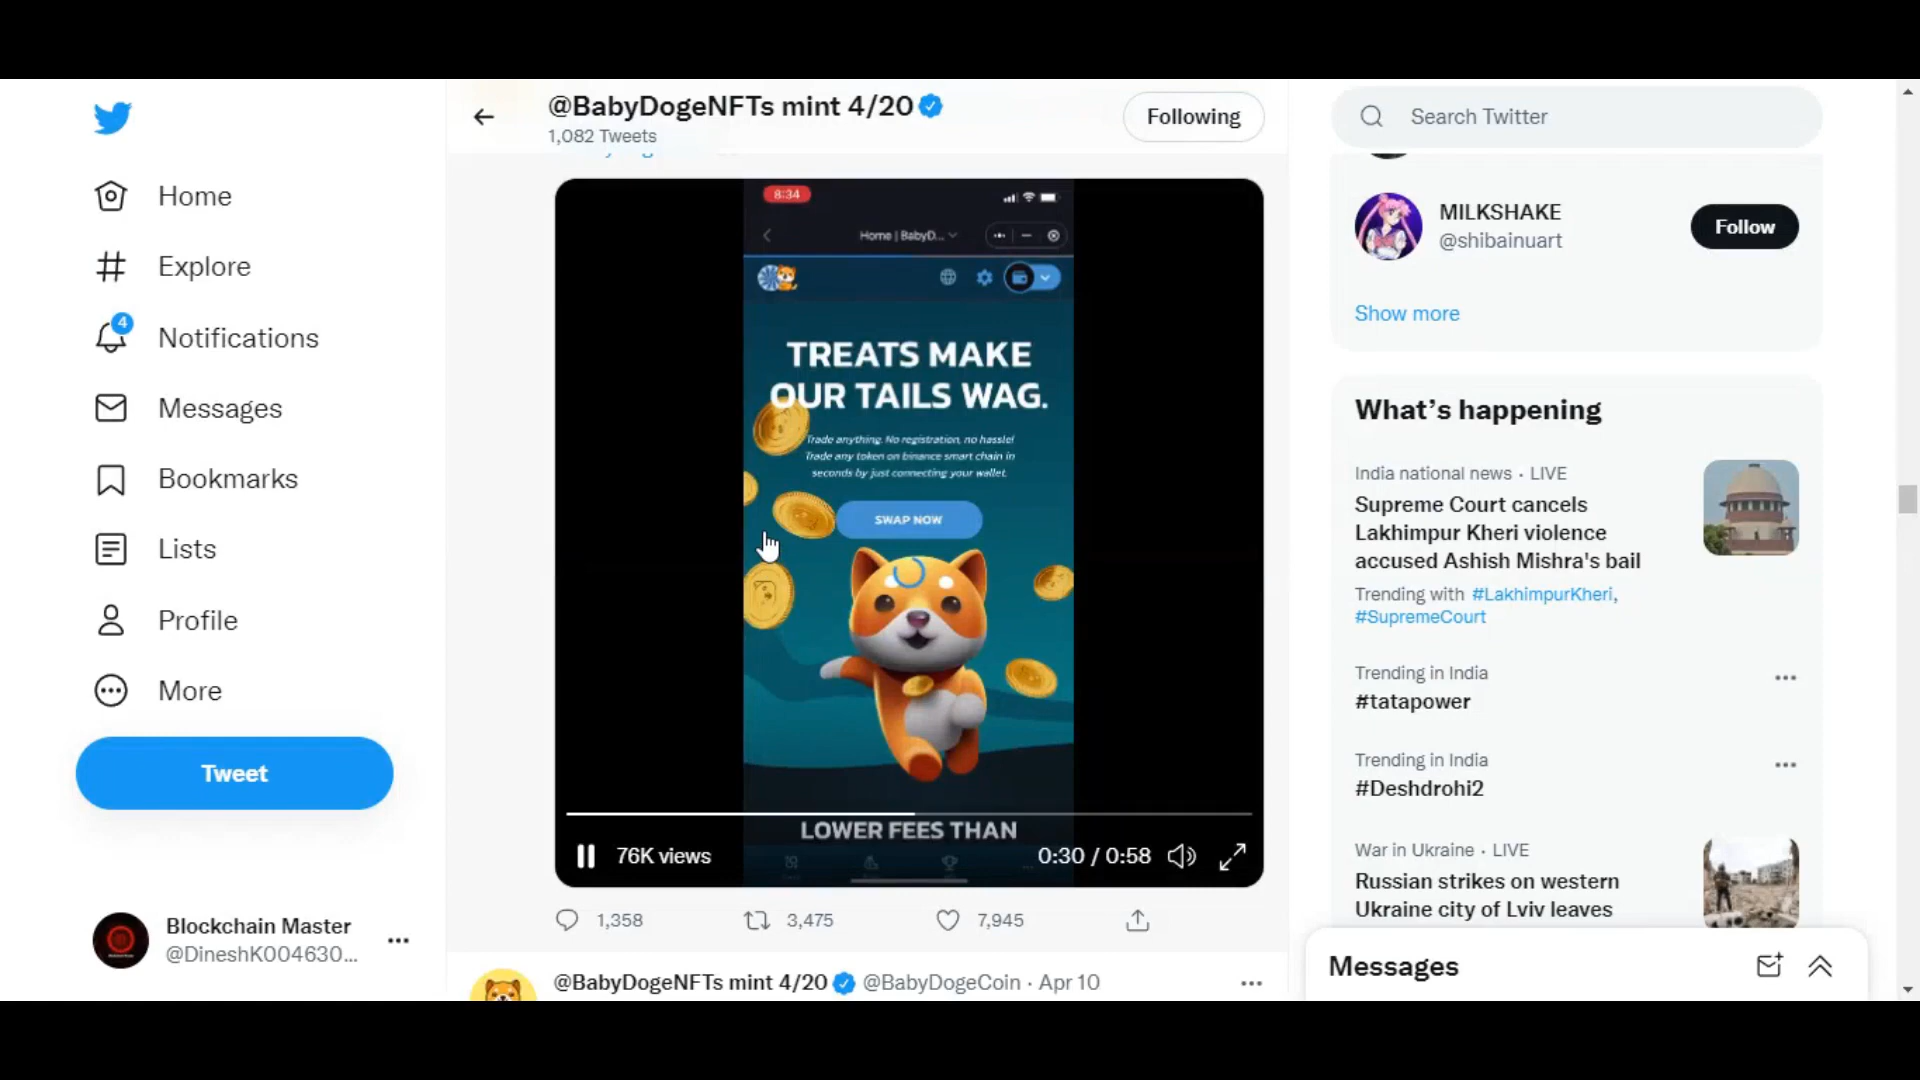 Home
Explore
4
Notifications
Messages
Bookmarks
Lists
Profile
More
Tweet
Blockchain Master
@DineshK004630...
@BabyDogeNFTs mint 4/20
1,082 Tweets
Following
8:34
Home | BabyD...
TREATS MAKE
OUR TAILS WAG.
Trade anything. No registration, no hassle!
Trade any token on binance smart chain in
seconds by just connecting your wallet.
SWAP NOW
LOWER FEES THAN
76K views
0:30 / 0:58
1,358
3,475
7,945
@BabyDogeNFTs mint 4/20 @BabyDogeCoin · Apr 10
Search Twitter
MILKSHAKE
@shibainuart
Follow
Show more
What's happening
India national news · LIVE
Supreme Court cancels
Lakhimpur Kheri violence
accused Ashish Mishra's bail
Trending with #LakhimpurKheri,
#SupremeCourt
Trending in India
#tatapower
Trending in India
#Deshdrohi2
War in Ukraine · LIVE
Russian strikes on western
Ukraine city of Lviv leaves
Messages